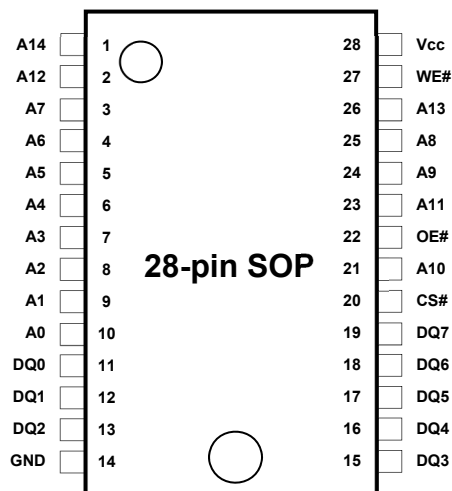 A14 1 28 Vcc
A12 2 27 WE#
A7 3 26 A13
A6 4 25 A8
A5 5 24 A9
A4 6 23 A11
A3 7 22 OE#
28-pin SOP
A2 8 21 A10
A1 9 20 CS#
A0 10 19 DQ7
DQ0 11 18 DQ6
DQ1 12 17 DQ5
DQ2 13 16 DQ4
GND 14 15 DQ3